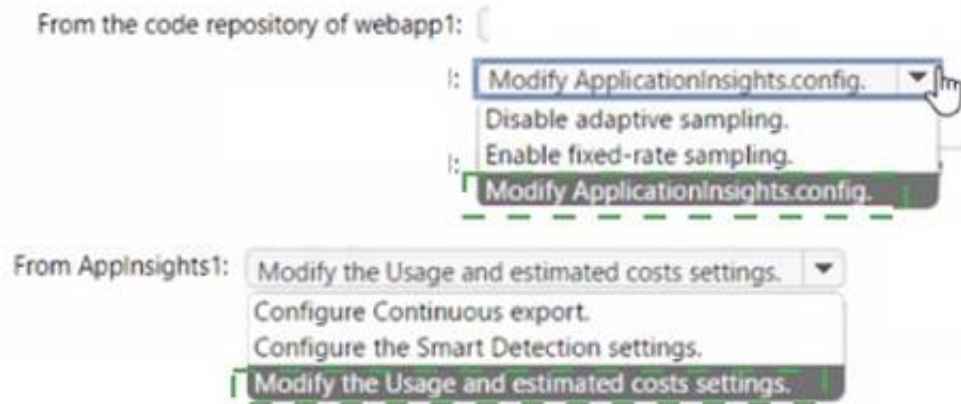 From the code repository of webapp1:
Modify ApplicationInsights.config.
Disable adaptive sampling.
Enable fixed-rate sampling.
Modify ApplicationInsights.config.
From AppInsights1: Modify the Usage and estimated costs settings.
Configure Continuous export.
Configure the Smart Detection settings.
Modify the Usage and estimated costs settings.